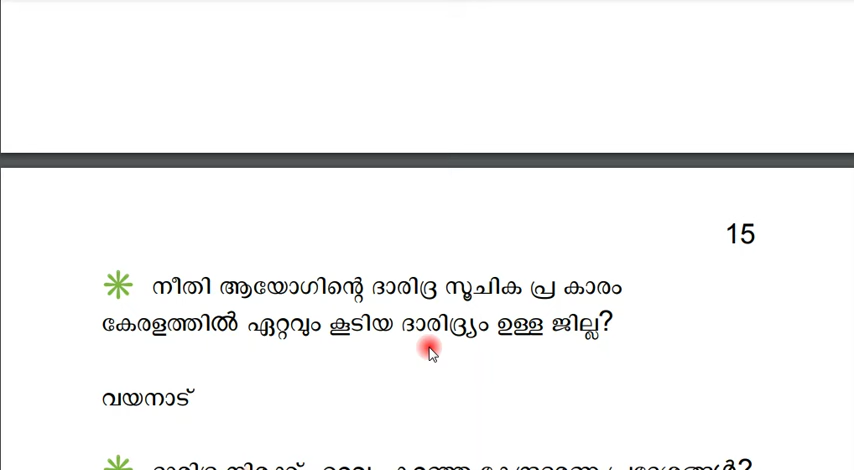 15
✳ നീതി ആയോഗിന്റെ ദാരിദ്ര സൂചിക പ്ര കാരം
കേരളത്തിൽ ഏറ്റവും കൂടിയ ദാരിദ്ര്യം ഉള്ള ജില്ല?
വയനാട്